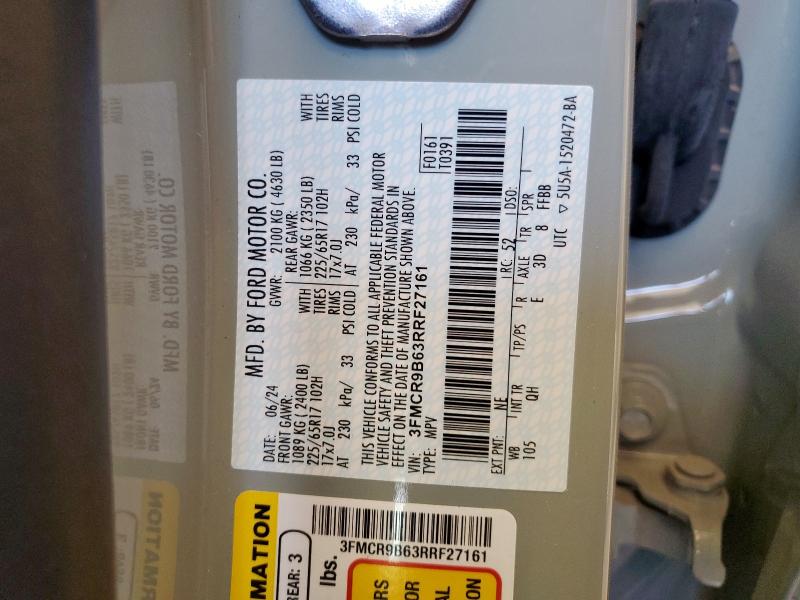 MFD. BY FORD MOTOR CO.
DATE: 06/24 GVWR: 2100 KG ( 4630 LB)
FRONT GAWR: REAR GAWR:
1089 KG ( 2400 LB) WITH 1066 KG ( 2350 LB) WITH
225/65R17 102H TIRES 225/65R17 102H TIRES
17x7.0J RIMS 17x7.0J RIMS
AT 230 kPa/ 33 PSI COLD AT 230 kPa/ 33 PSI COLD
THIS VEHICLE CONFORMS TO ALL APPLICABLE FEDERAL MOTOR
VEHICLE SAFETY AND THEFT PREVENTION STANDARDS IN
EFFECT ON THE DATE OF MANUFACTURE SHOWN ABOVE.
VIN: 3FMCR9B63RRF27161
TYPE: MPV
F0161
T0391
EXT PNT: NE RC: 52 DSO:
WB INT TR TP/PS R AXLE TR SPR
105 QH E 3D 8 FFBB
UTC ▽ 5U5A-1520472-BA
MATION
REAR: 3
lbs.
3FMCR9B63RRF27161
RS
OR
AL
ON